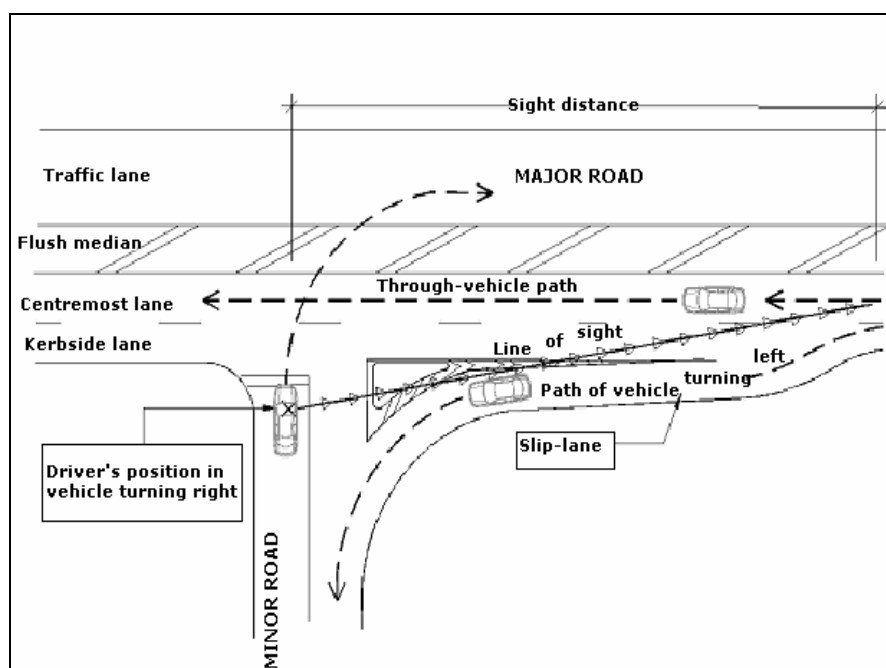 Sight distance
Traffic lane
MAJOR ROAD
Flush median
Through-vehicle path
Centremost lane
Kerbside lane
Line of sight
Path of vehicle turning left
Slip-lane
Driver's position in
vehicle turning right
MINOR ROAD